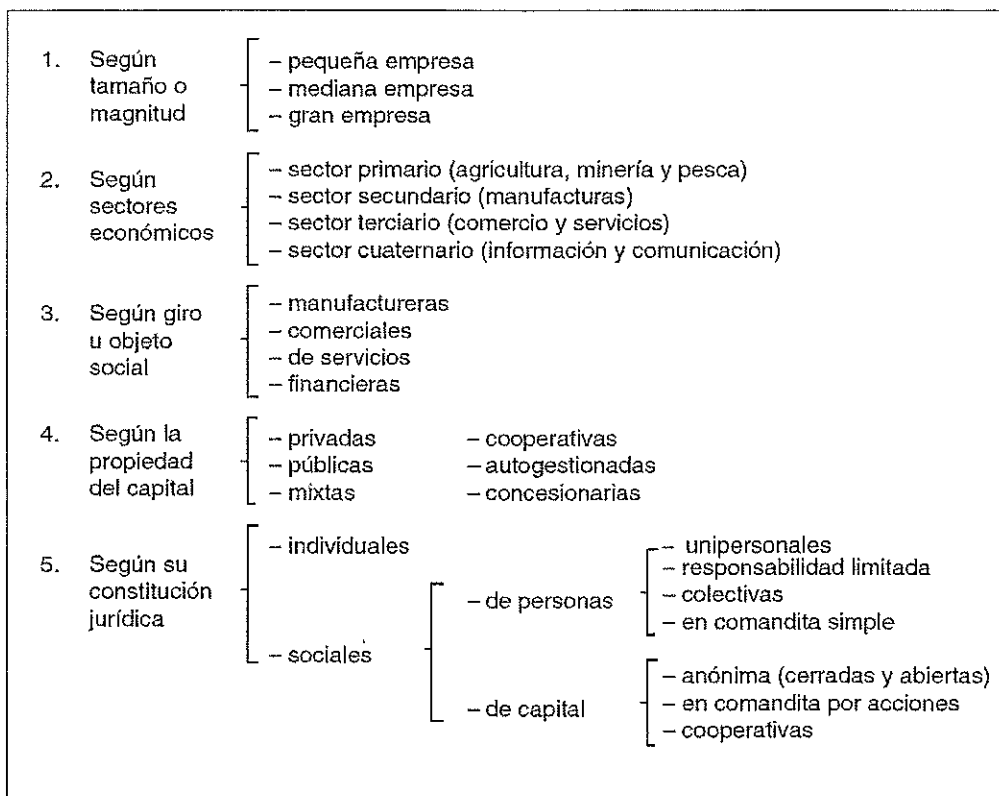 1. Según
tamaño o
magnitud
– pequeña empresa
– mediana empresa
– gran empresa
2. Según
sectores
económicos
– sector primario (agricultura, minería y pesca)
– sector secundario (manufacturas)
– sector terciario (comercio y servicios)
– sector cuaternario (información y comunicación)
3. Según giro
u objeto
social
– manufactureras
– comerciales
– de servicios
– financieras
4. Según la
propiedad
del capital
– privadas
– públicas
– mixtas
– cooperativas
– autogestionadas
– concesionarias
5. Según su
constitución
jurídica
– individuales
– sociales
– de personas
– unipersonales
– responsabilidad limitada
– colectivas
– en comandita simple
– de capital
– anónima (cerradas y abiertas)
– en comandita por acciones
– cooperativas